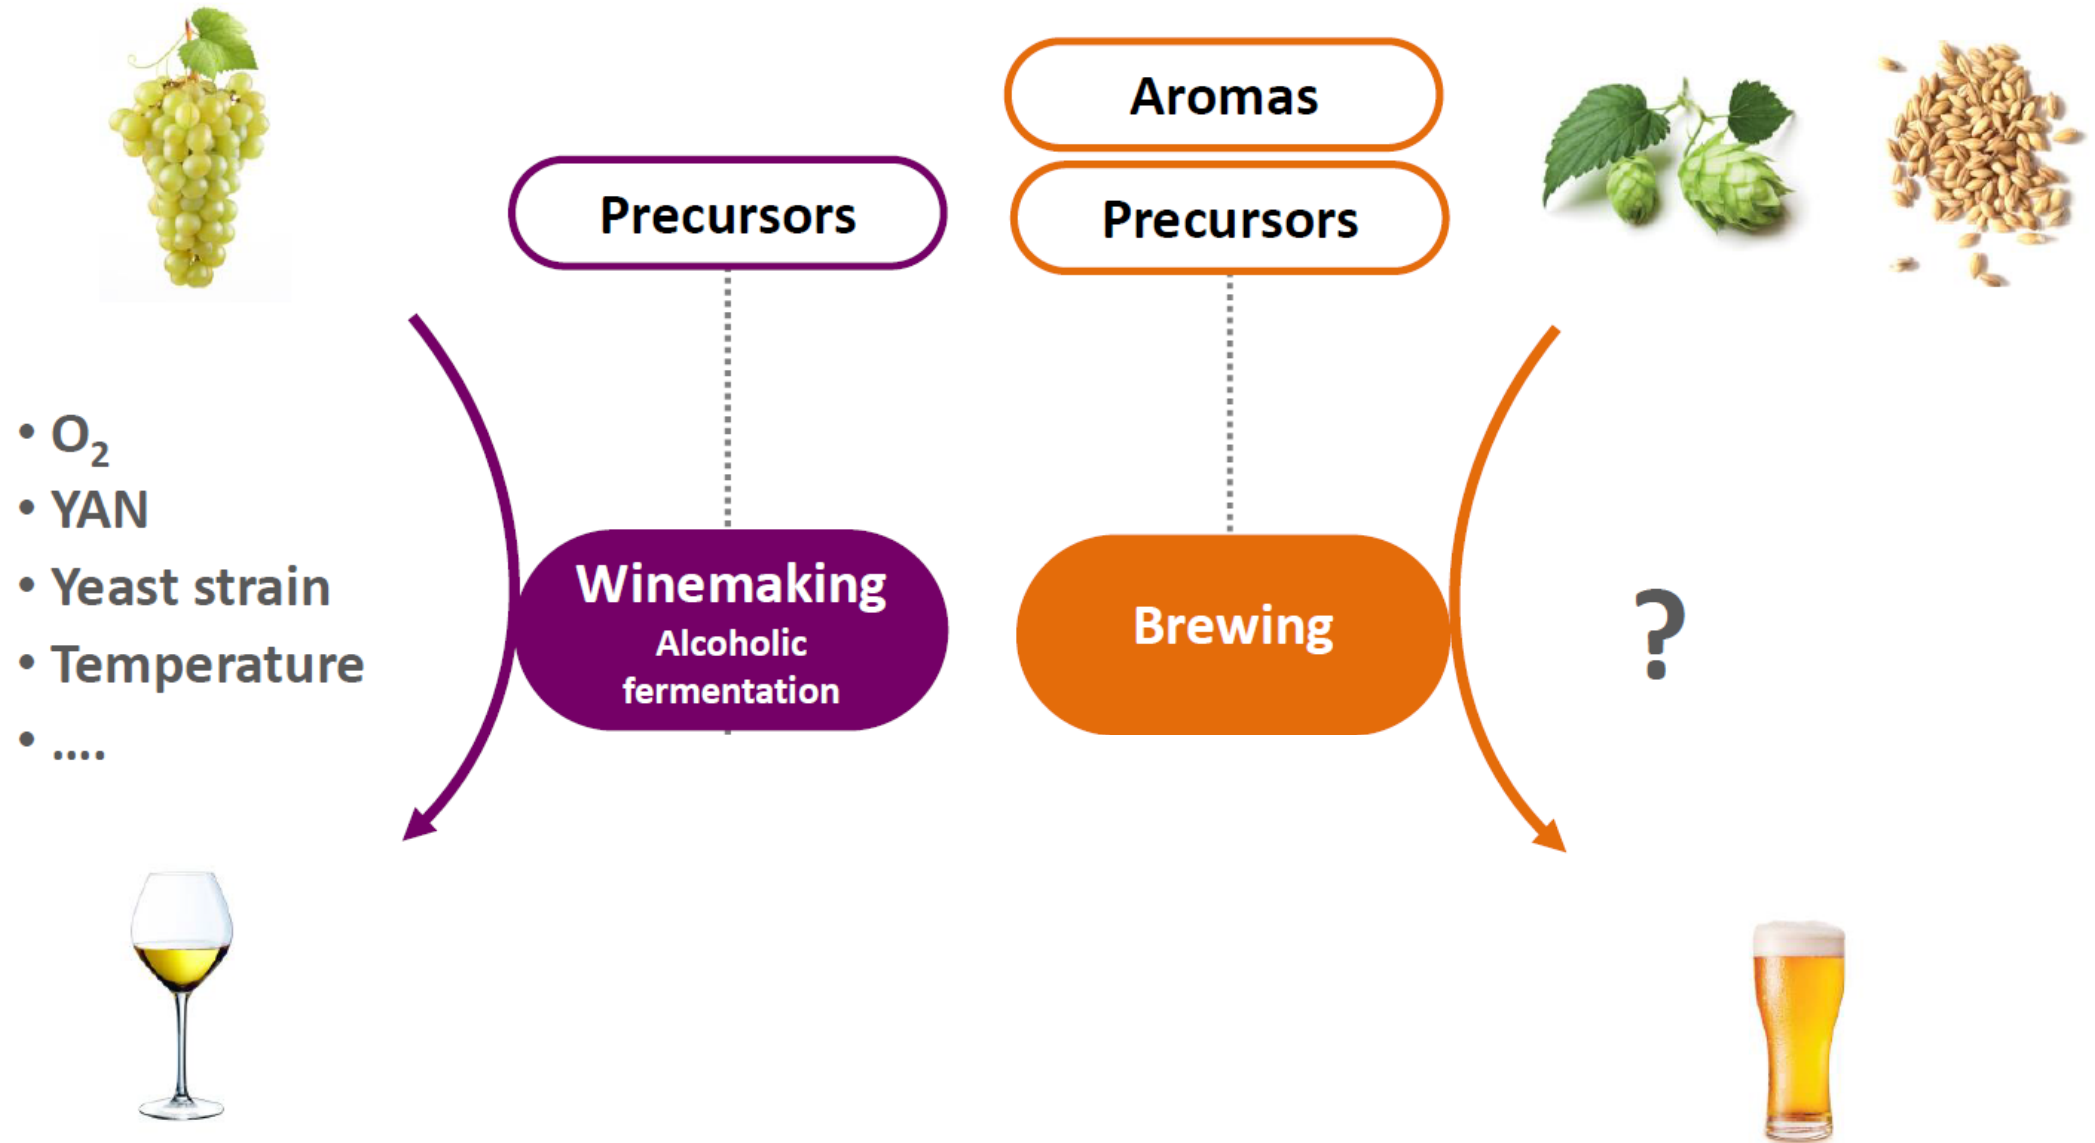 Aromas
Precursors
Precursors
• O₂
• YAN
• Yeast strain
• Temperature
• ....
Winemaking
Alcoholic
fermentation
Brewing
?